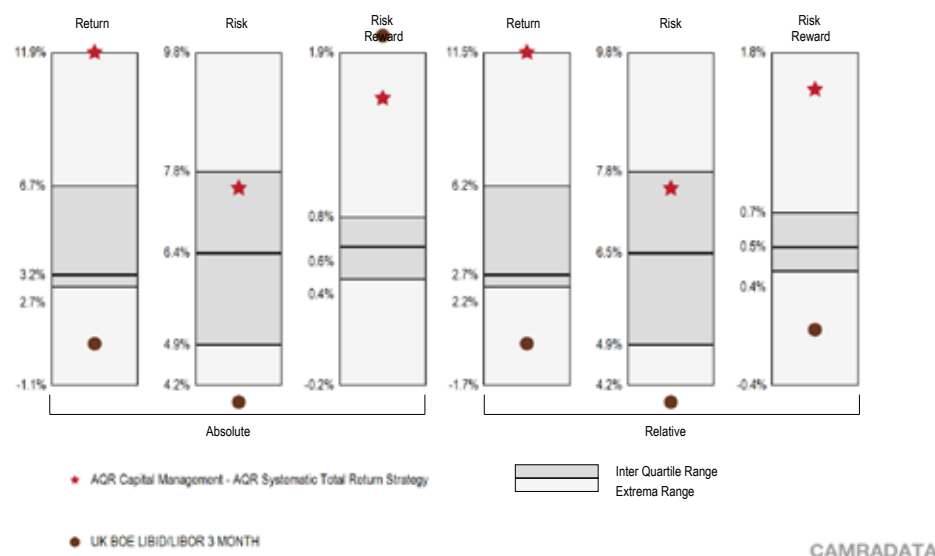 Return Risk Risk Reward Return Risk Risk Reward
11.9% 9.8% 1.9% 11.5% 9.8% 1.8%
6.7% 7.8% 0.8% 6.2% 7.8% 0.7%
3.2% 6.4% 0.6% 2.7% 6.5% 0.5%
2.7% 4.9% 0.4% 2.2% 4.9% 0.4%
-1.1% 4.2% -0.2% -1.7% 4.2% -0.4%
Absolute Relative
AQR Capital Management - AQR Systematic Total Return Strategy
Inter Quartile Range
Extrema Range
UK BOE LIBID/LIBOR 3 MONTH
CAMRADATA